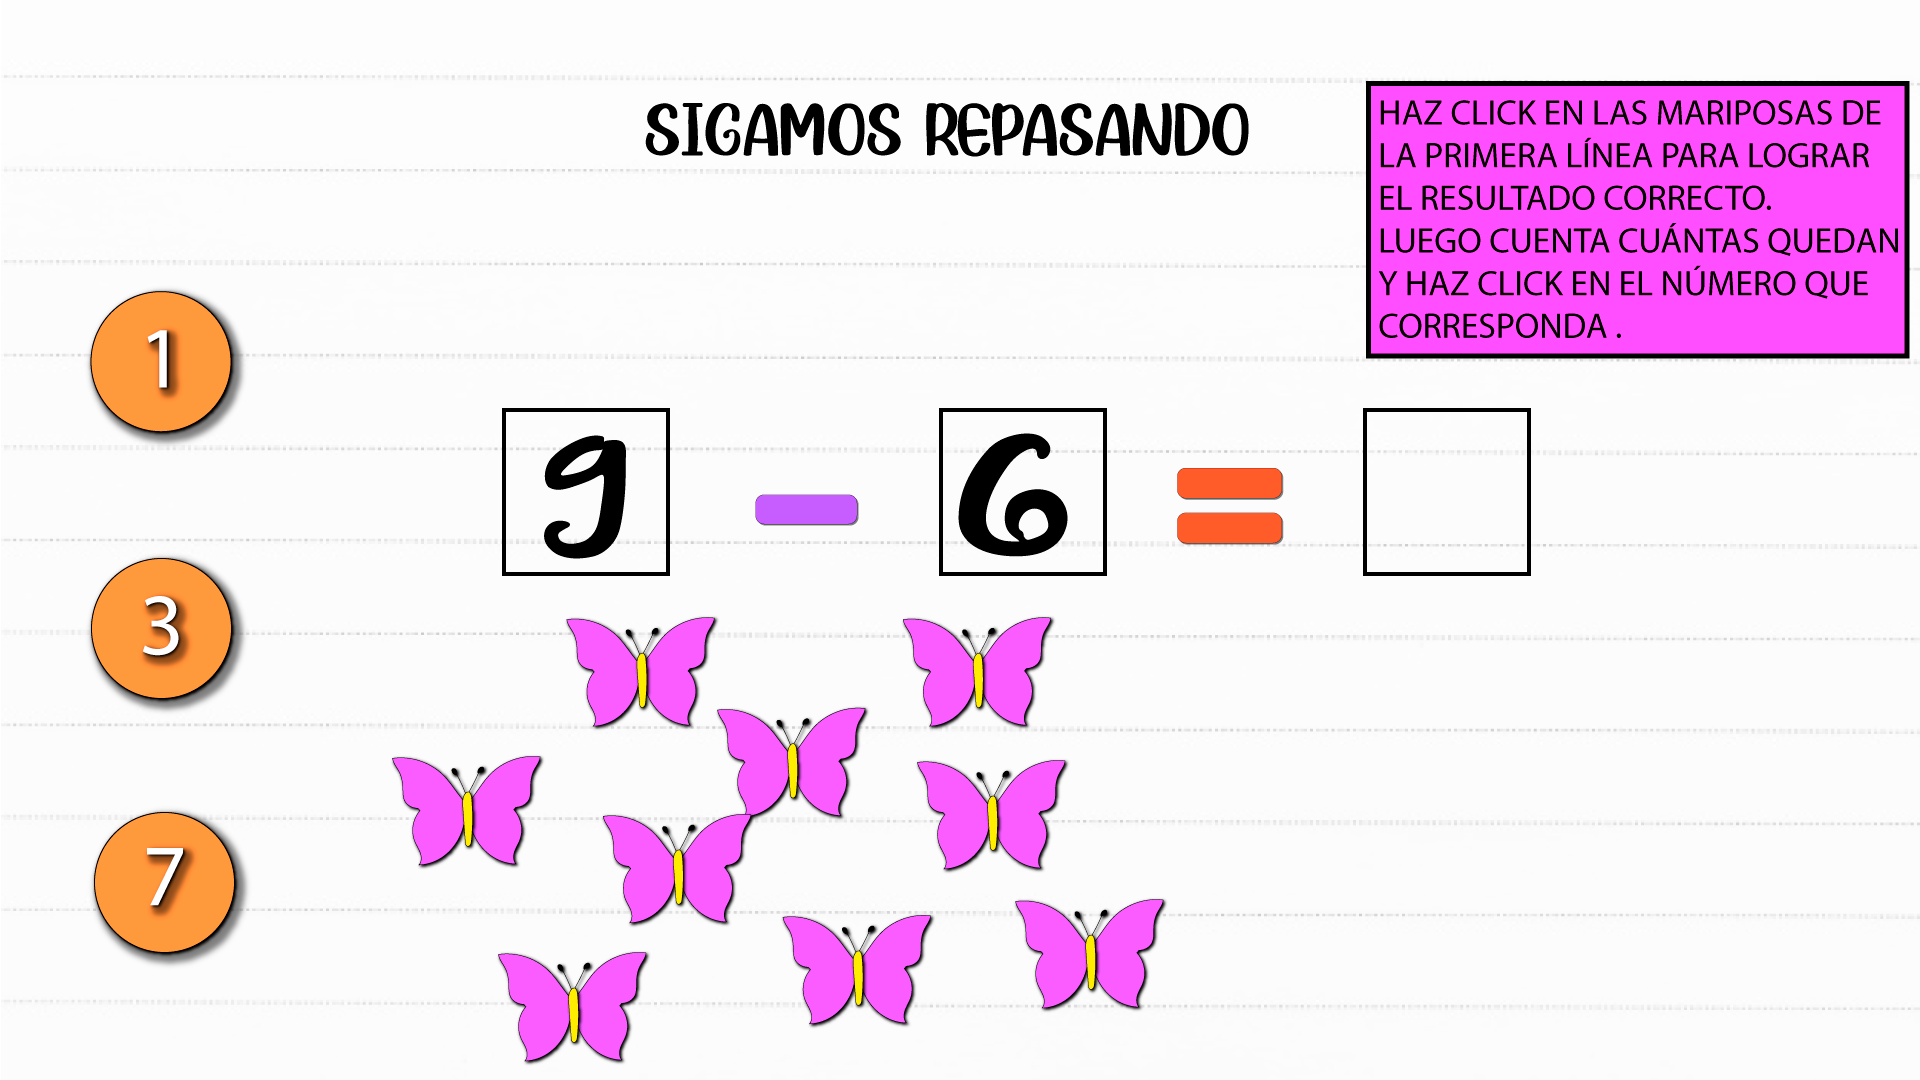 SIGAMOS REPASANDO
HAZ CLICK EN LAS MARIPOSAS DE
LA PRIMERA LÍNEA PARA LOGRAR
EL RESULTADO CORRECTO.
LUEGO CUENTA CUÁNTAS QUEDAN
Y HAZ CLICK EN EL NÚMERO QUE
CORRESPONDA .
1
9 - 6 =
3
7